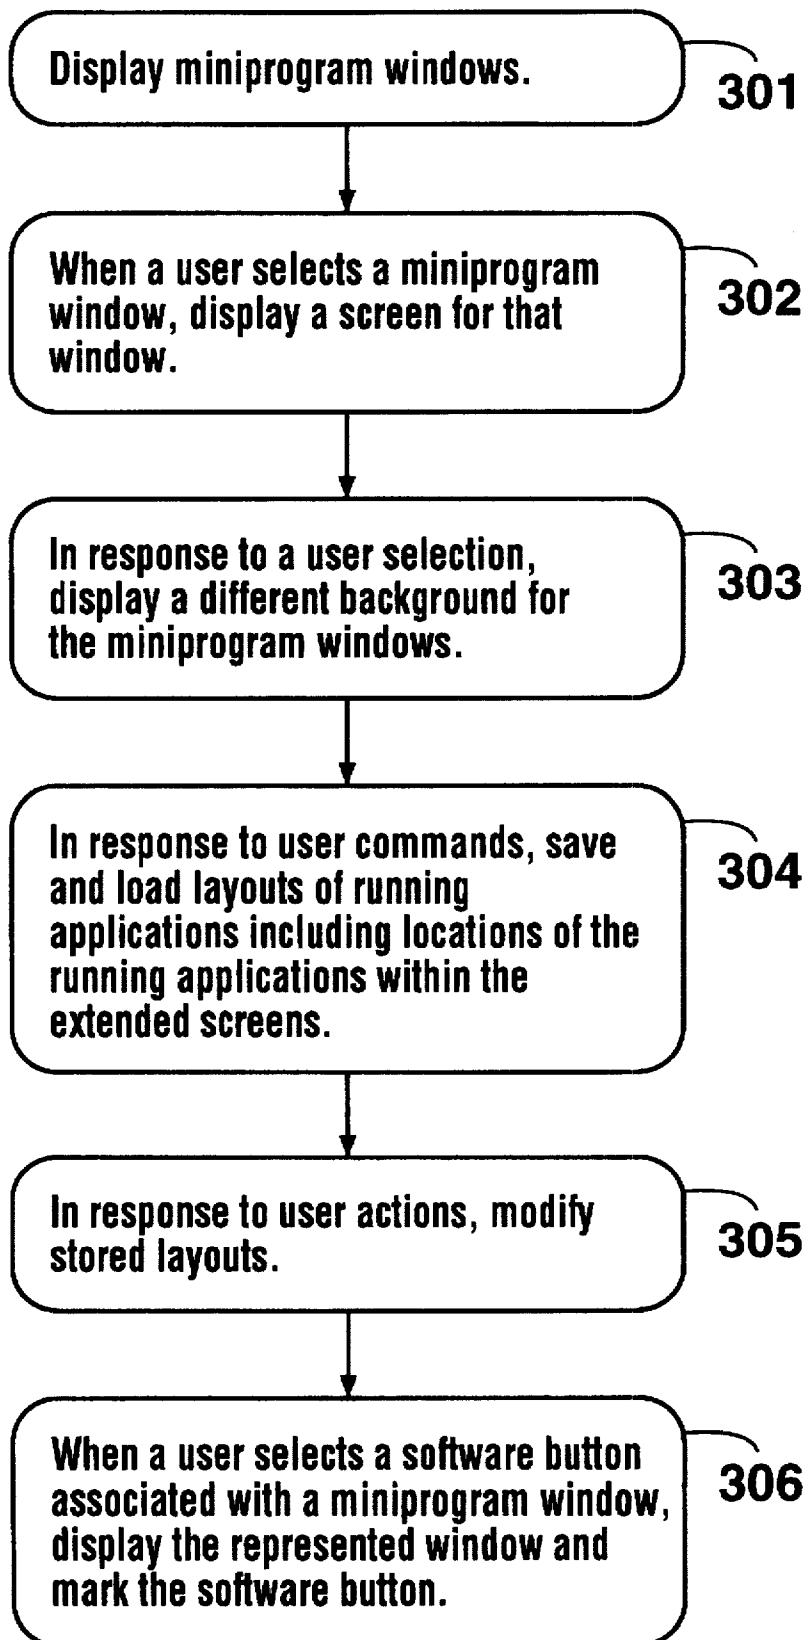 Display miniprogram windows.
301
When a user selects a miniprogram
window, display a screen for that
window.
302
In response to a user selection,
display a different background for
the miniprogram windows.
303
In response to user commands, save
and load layouts of running
applications including locations of the
running applications within the
extended screens.
304
In response to user actions, modify
stored layouts.
305
When a user selects a software button
associated with a miniprogram window,
display the represented window and
mark the software button.
306